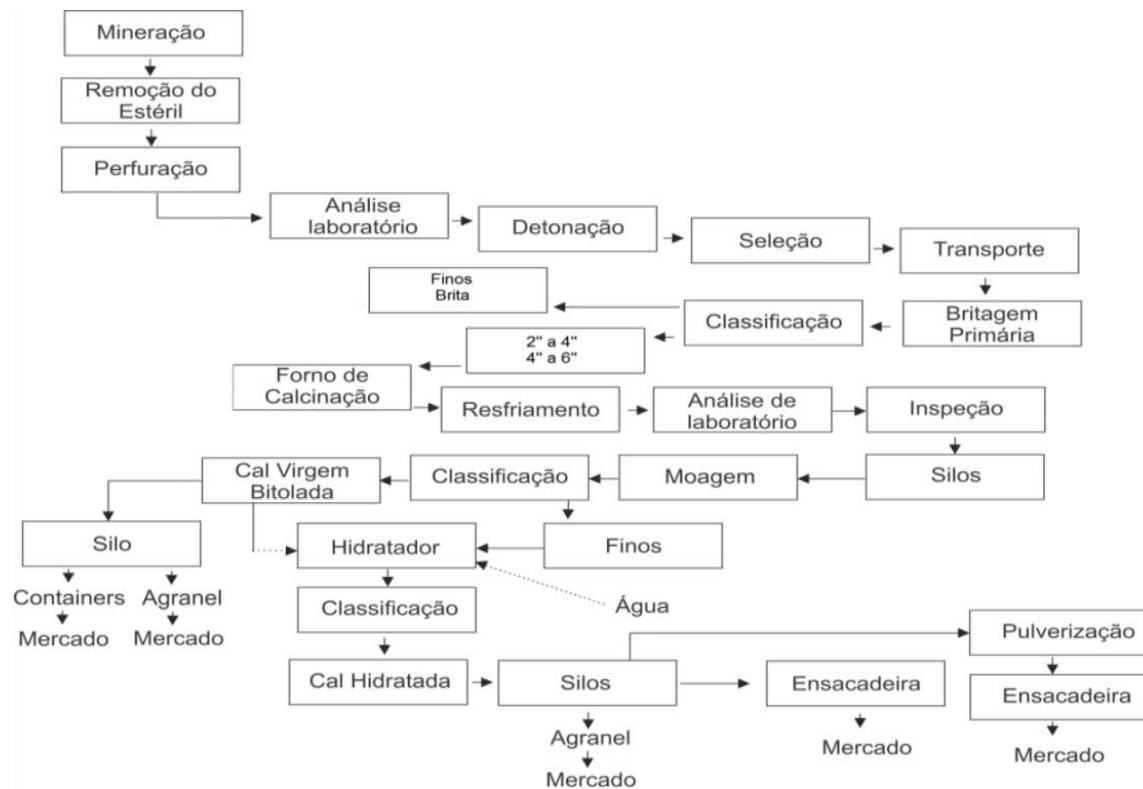 Mineração
Remoção do
Estéril
Perfuração
Análise
laboratório
Detonação
Seleção
Transporte
Finos
Brita
Classificação
Britagem
Primária
2" a 4"
4" a 6"
Forno de
Calcinação
Resfriamento
Análise de
laboratório
Inspeção
Cal Virgem
Bitolada
Classificação
Moagem
Silos
Silo
Hidratador
Finos
Containers
Agranel
Mercado
Mercado
Classificação
Água
Pulverização
Cal Hidratada
Silos
Ensacadeira
Ensacadeira
Agranel
Mercado
Mercado
Mercado